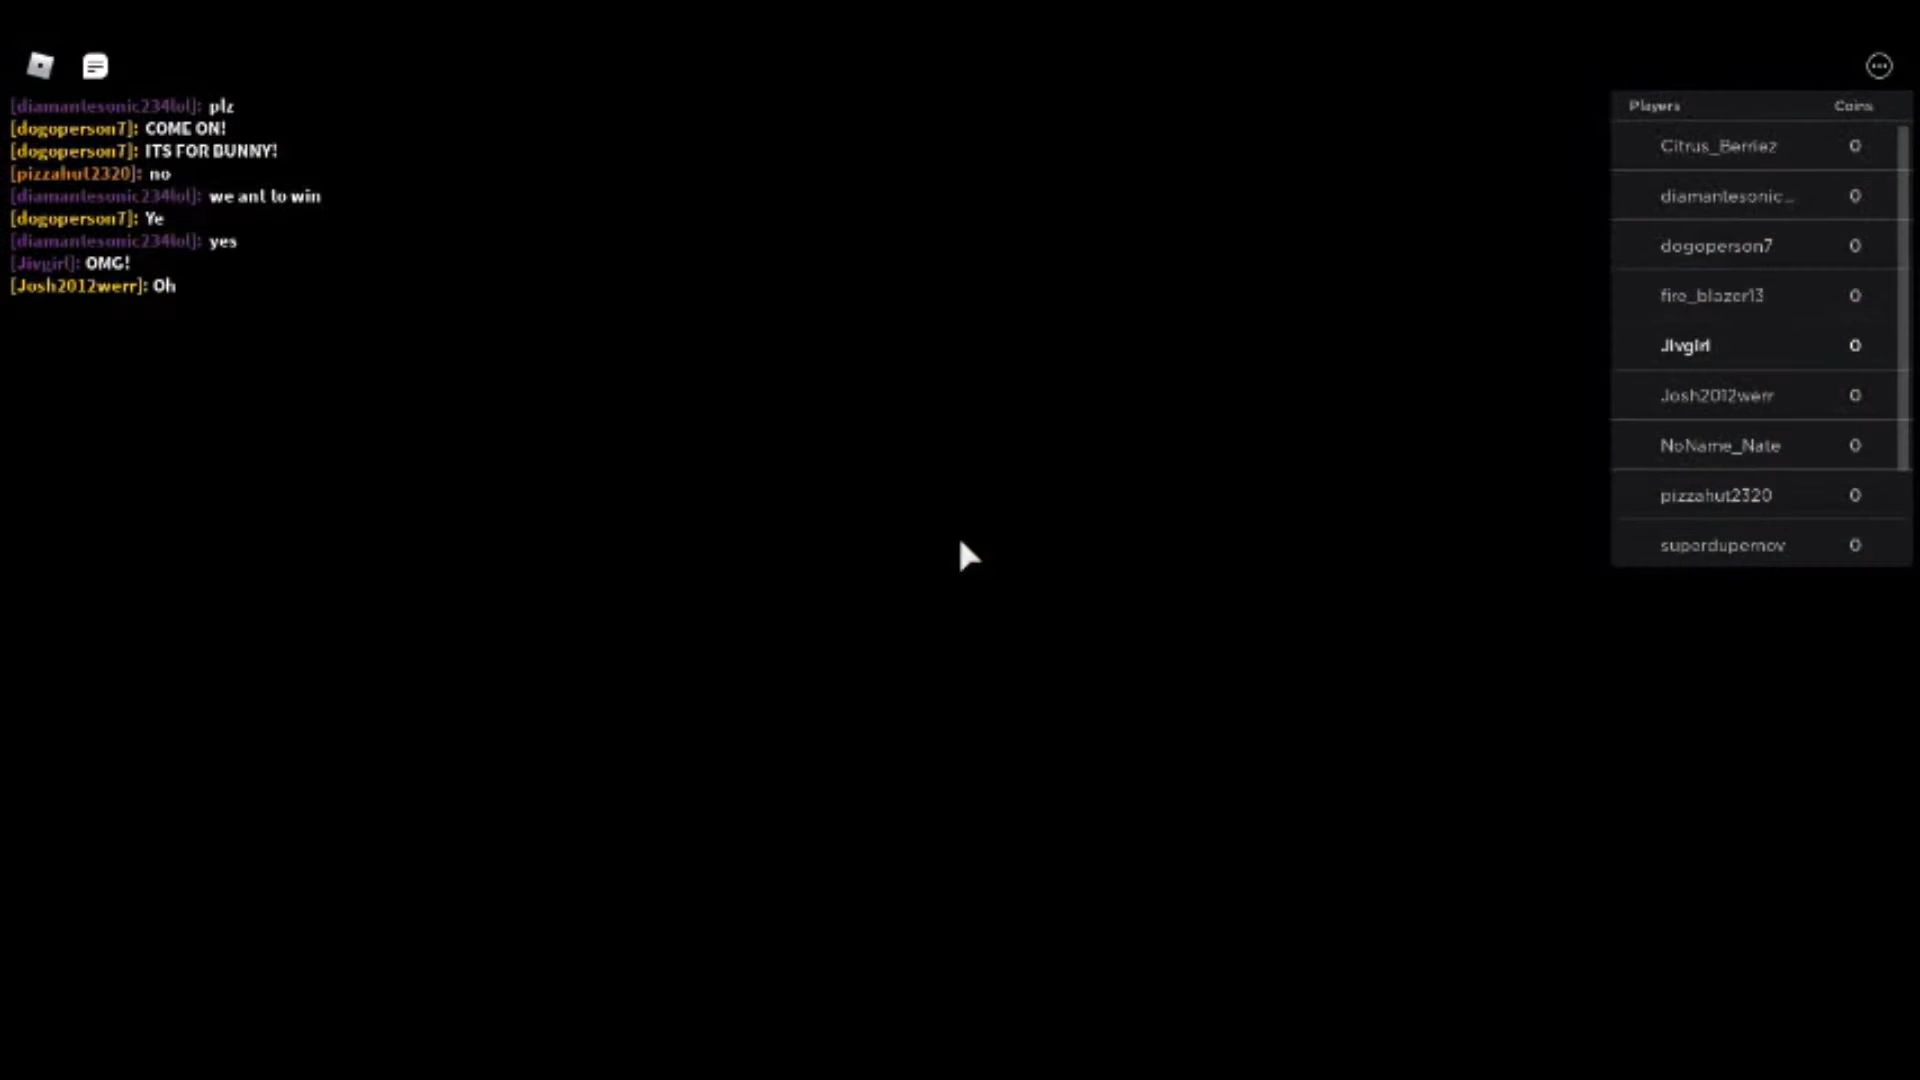 [diamantesonic234lol]: plz
[dogoperson7]: COME ON!
[dogoperson7]: ITS FOR BUNNY!
[pizzahut2320]: no
[diamantesonic234lol]: we ant to win
[dogoperson7]: Ye
[diamantesonic234lol]: yes
[Jivgirl]: OMG!
[Josh2012werr]: Oh
Players Coins
Citrus_Berriez 0
diamantesonic... 0
dogoperson7 0
fire_blazer13 0
Jivgirl 0
Josh2012werr 0
NoName_Nate 0
pizzahut2320 0
superdupernov 0